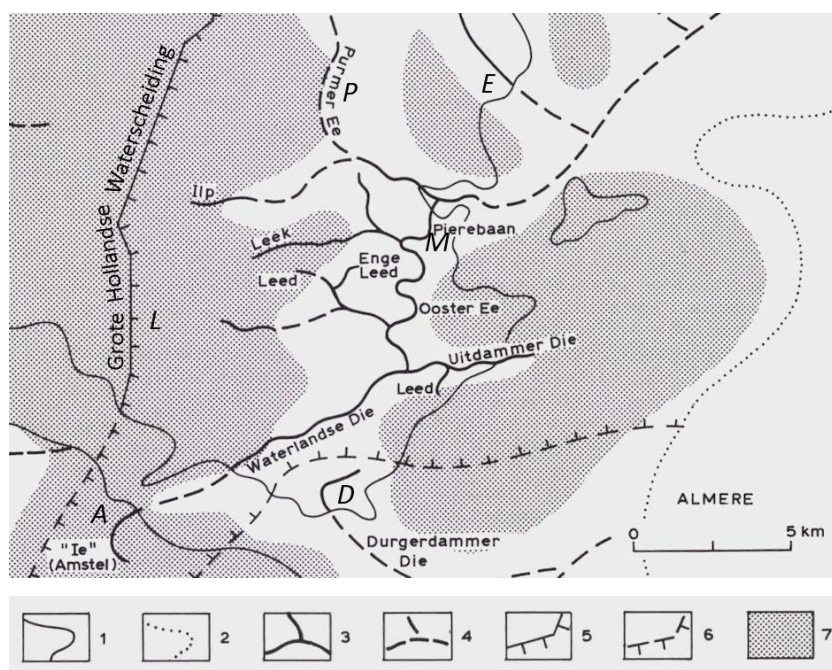 Grote Hollandse Waterscheiding
Purmer Ee
P
E
Ilp
Leek
Pierebaan
M
Enge
Leed
Leed
L
Ooster Ee
Uitdammer Die
Leed
Waterlandse Die
D
A
"Ie"
(Amstel)
Durgerdammer
Die
ALMERE
0
5 km
1
2
3
4
5
6
7